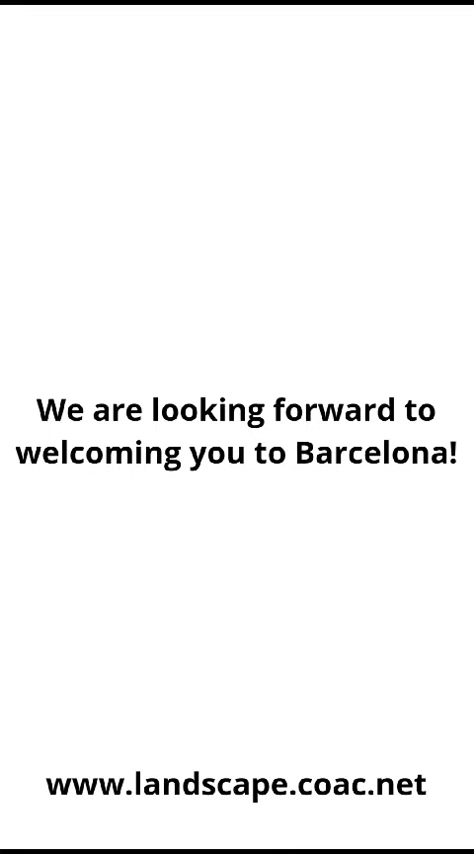 We are looking forward to
welcoming you to Barcelona!
www.landscape.coac.net